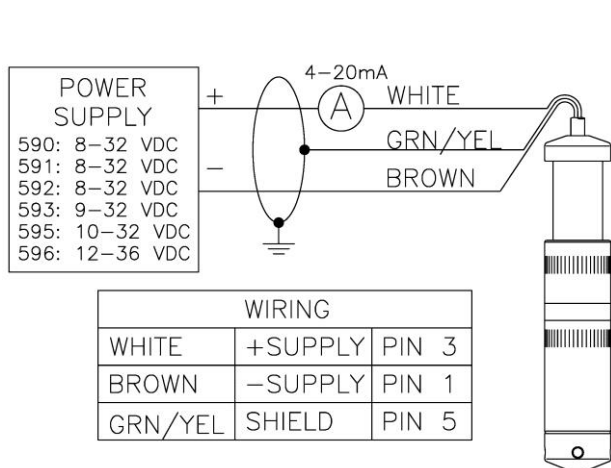 POWER
SUPPLY
590: 8-32 VDC
591: 8-32 VDC
592: 8-32 VDC
593: 9-32 VDC
595: 10-32 VDC
596: 12-36 VDC
+
−
4-20mA
A
WHITE
GRN/YEL
BROWN
WIRING
WHITE +SUPPLY PIN 3
BROWN −SUPPLY PIN 1
GRN/YEL SHIELD PIN 5